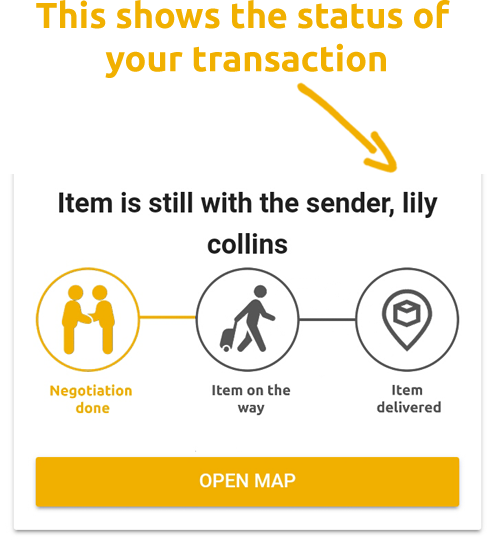 This shows the status of
your transaction
Item is still with the sender, lily
collins
Negotiation
done
Item on the
way
Item
delivered
OPEN MAP